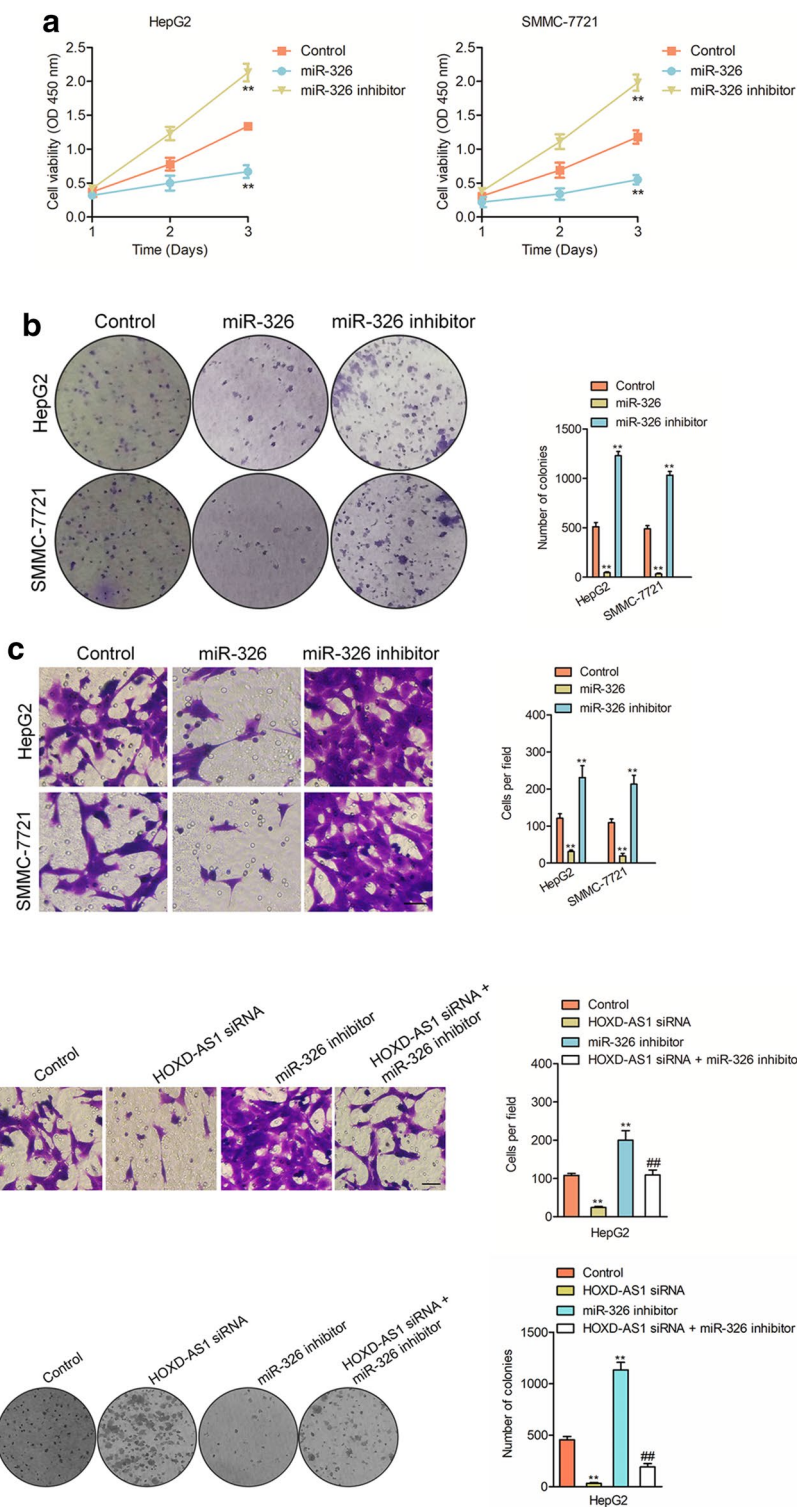 a
HepG2
Cell viability (OD 450 nm)
2.5
2.0
1.5
1.0
0.5
0.0
1
2
3
Time (Days)
Control
miR-326
miR-326 inhibitor
**
**
SMMC-7721
Cell viability (OD 450 nm)
2.5
2.0
1.5
1.0
0.5
0.0
1
2
3
Time (Days)
Control
miR-326
miR-326 inhibitor
**
**
b
Control
miR-326
miR-326 inhibitor
HepG2
SMMC-7721
Control
miR-326
miR-326 inhibitor
Number of colonies
1500
1000
500
0
**
**
**
**
HepG2
SMMC-7721
c
Control
miR-326
miR-326 inhibitor
HepG2
SMMC-7721
Control
miR-326
miR-326 inhibitor
Cells per field
400
300
200
100
0
**
**
**
**
HepG2
SMMC-7721
Control
HOXD-AS1 siRNA
miR-326 inhibitor
HOXD-AS1 siRNA +
miR-326 inhibitor
Control
HOXD-AS1 siRNA
miR-326 inhibitor
HOXD-AS1 siRNA + miR-326 inhibito
Cells per field
400
300
200
100
0
**
**
##
HepG2
Control
HOXD-AS1 siRNA
miR-326 inhibitor
HOXD-AS1 siRNA +
miR-326 inhibitor
Control
HOXD-AS1 siRNA
miR-326 inhibitor
HOXD-AS1 siRNA + miR-326 inhibitor
Number of colonies
1500
1000
500
0
**
**
##
HepG2